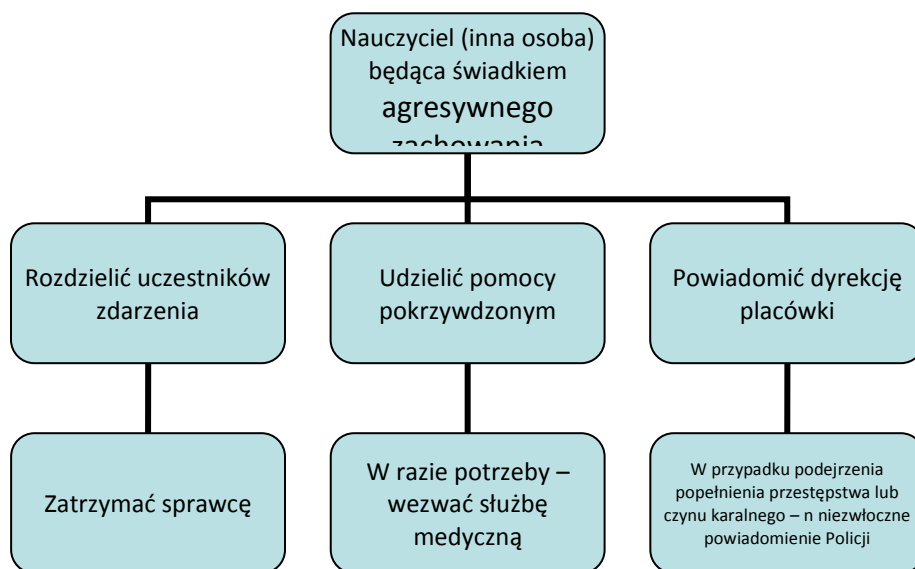 Nauczyciel (inna osoba)
będąca świadkiem
agresywnego
zachowania
Rozdzielić uczestników
zdarzenia
Udzielić pomocy
pokrzywdzonym
Powiadomić dyrekcję
placówki
Zatrzymać sprawcę
W razie potrzeby –
wezwać służbę
medyczną
W przypadku podejrzenia
popełnienia przestępstwa lub
czynu karalnego – n niezwłoczne
powiadomienie Policji